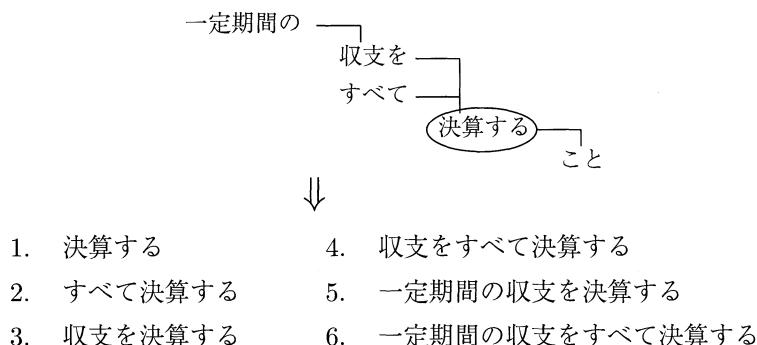 一定期間の
収支を
すべて
決算する
こと
⇓
1. 決算する
2. すべて決算する
3. 収支を決算する
4. 収支をすべて決算する
5. 一定期間の収支を決算する
6. 一定期間の収支をすべて決算する